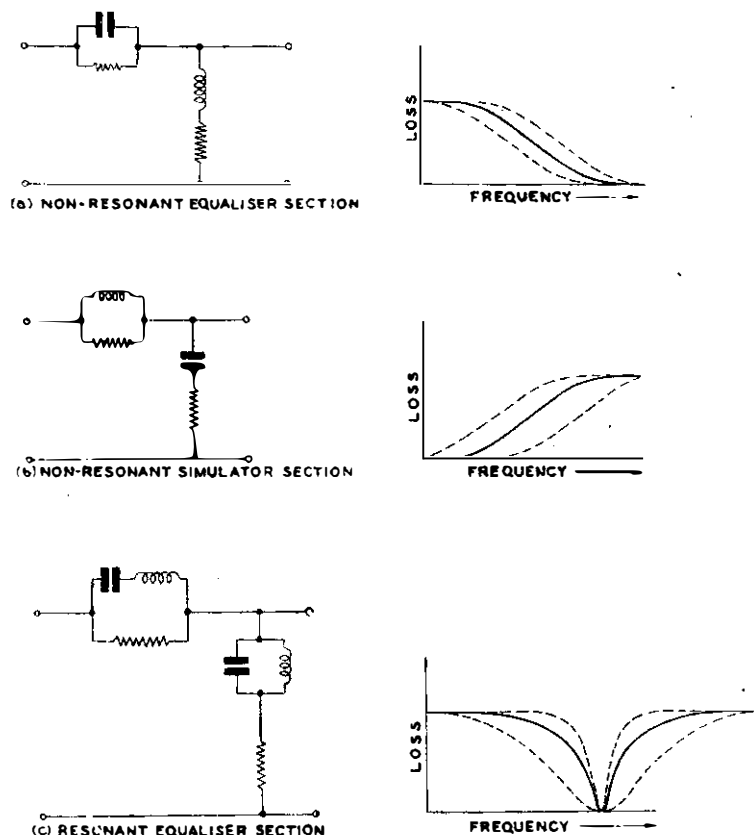 LOSS
FREQUENCY
(a) NON-RESONANT EQUALISER SECTION
LOSS
FREQUENCY
(b) NON-RESONANT SIMULATOR SECTION
LOSS
FREQUENCY
(c) RESONANT EQUALISER SECTION